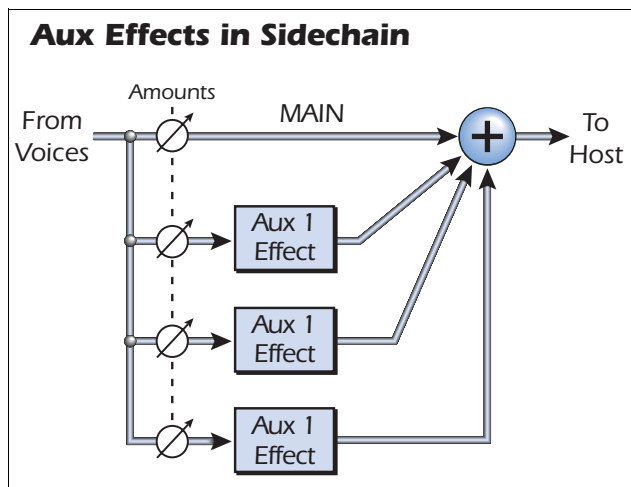 Aux Effects in Sidechain
Amounts
From
Voices
MAIN
To
Host
Aux 1
Effect
Aux 1
Effect
Aux 1
Effect